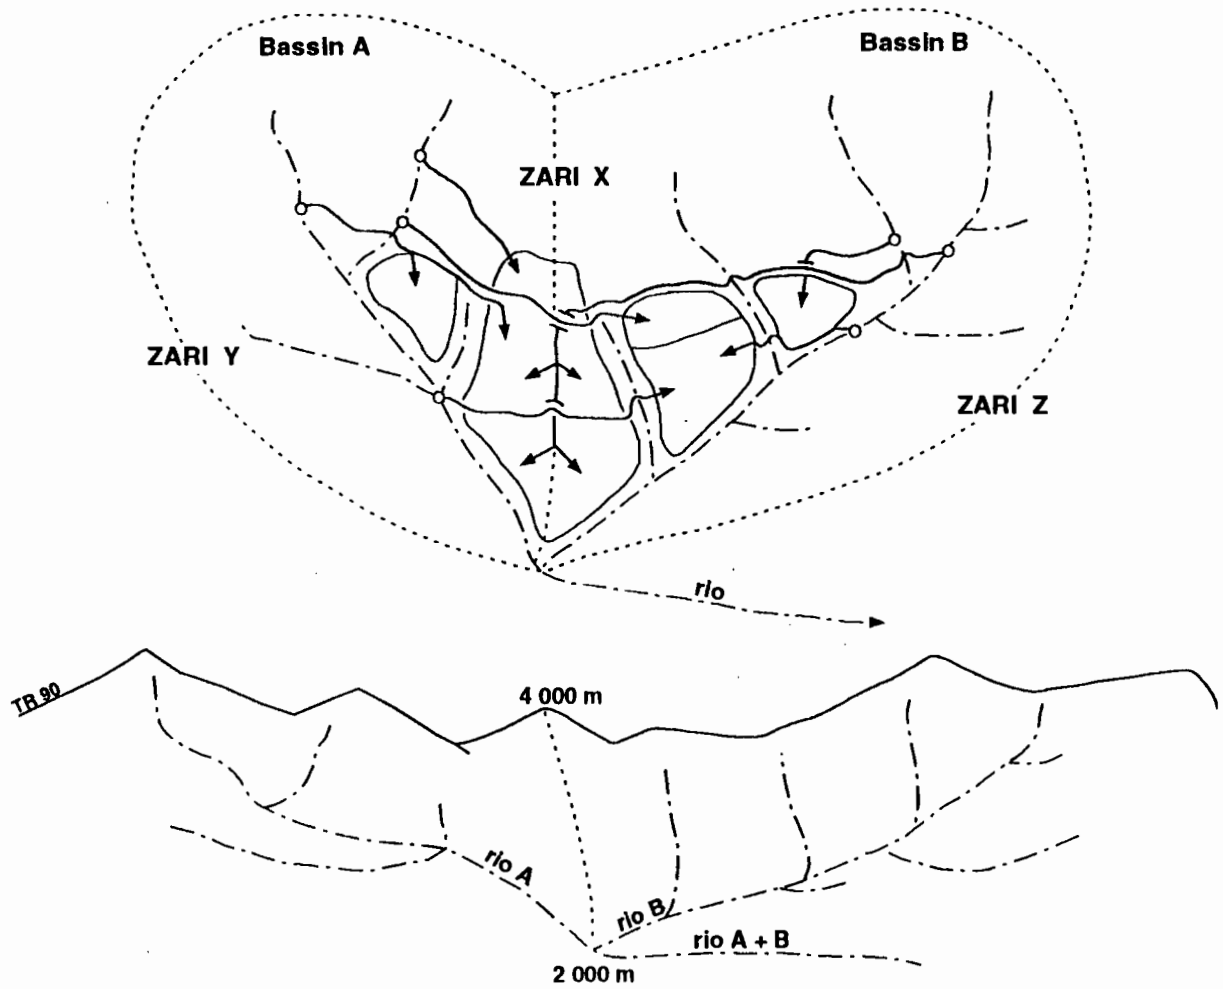 Bassin A
Bassin B
ZARI X
ZARI Y
ZARI Z
rio
TR 90
4 000 m
rio A
rio B
rio A + B
2 000 m